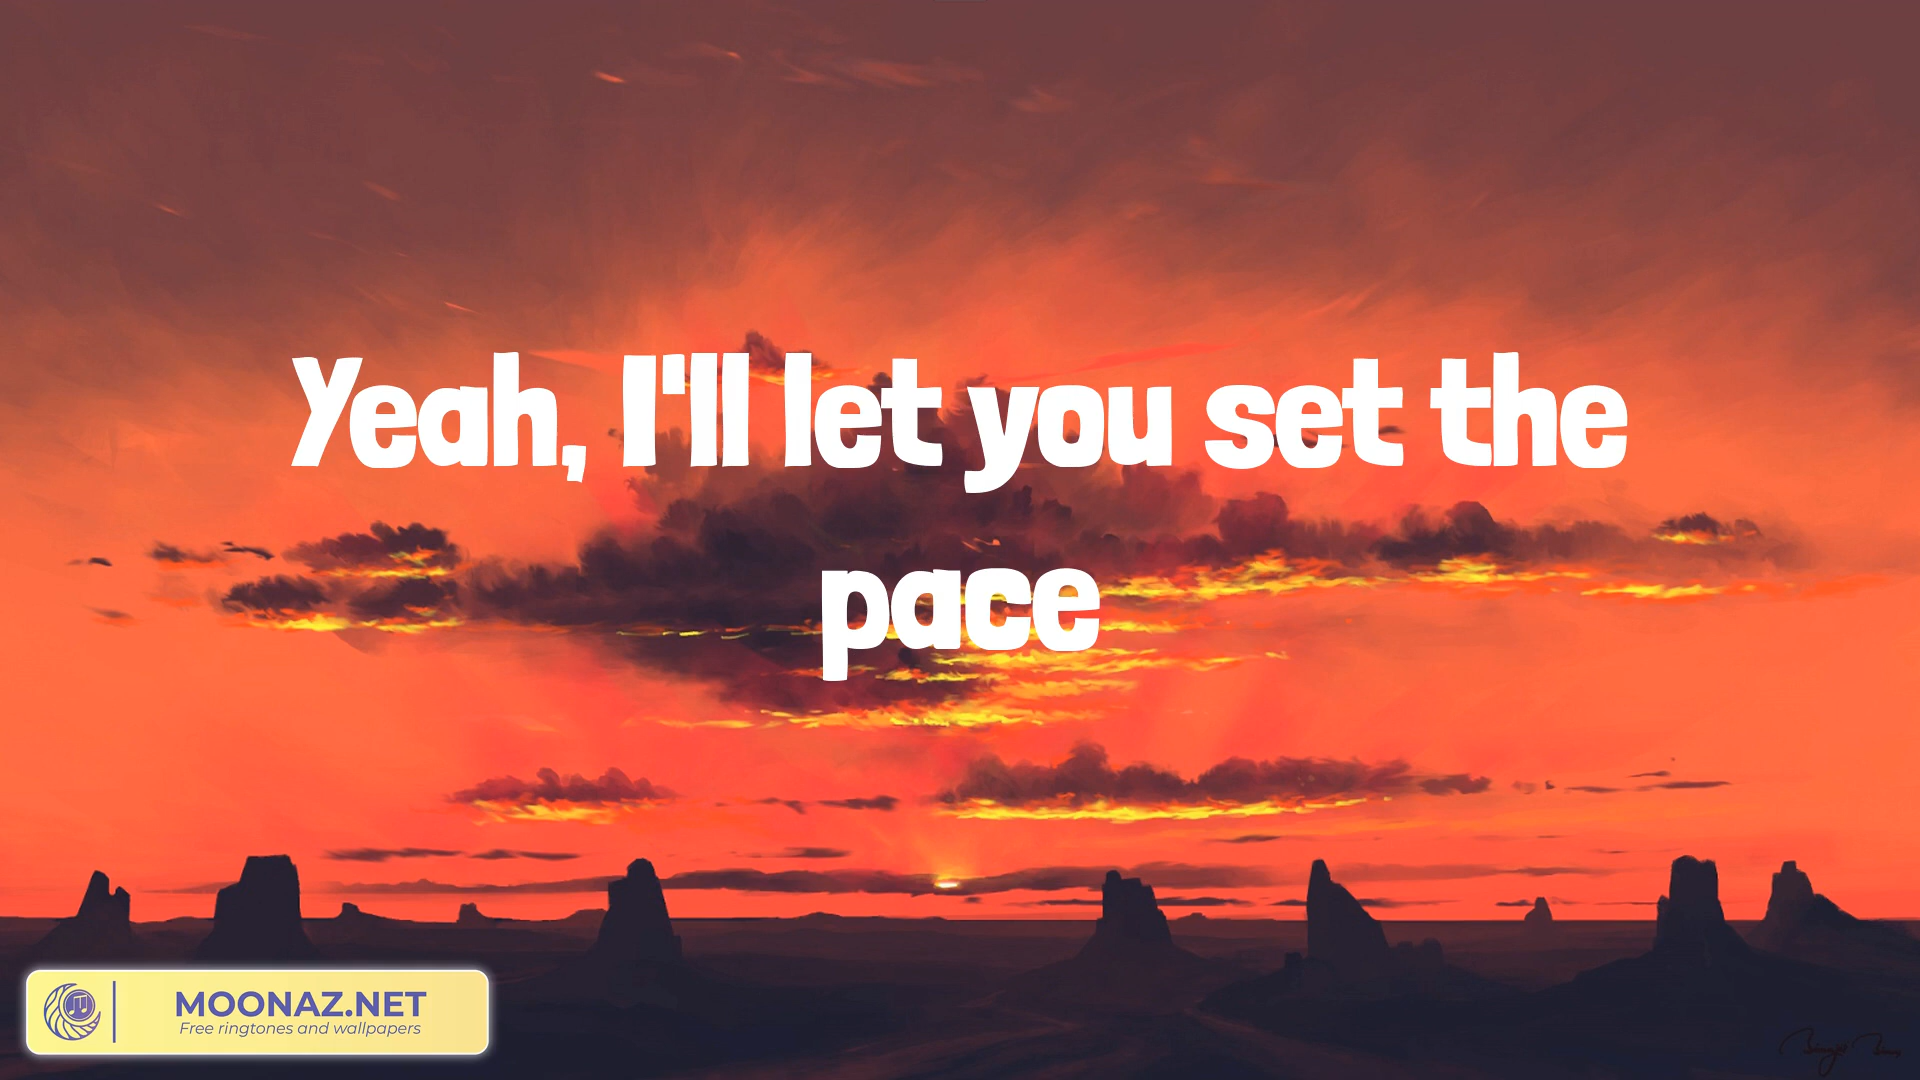 Yeah, I'll let you set the
pace
MOONAZ.NET
Free ringtones and wallpapers